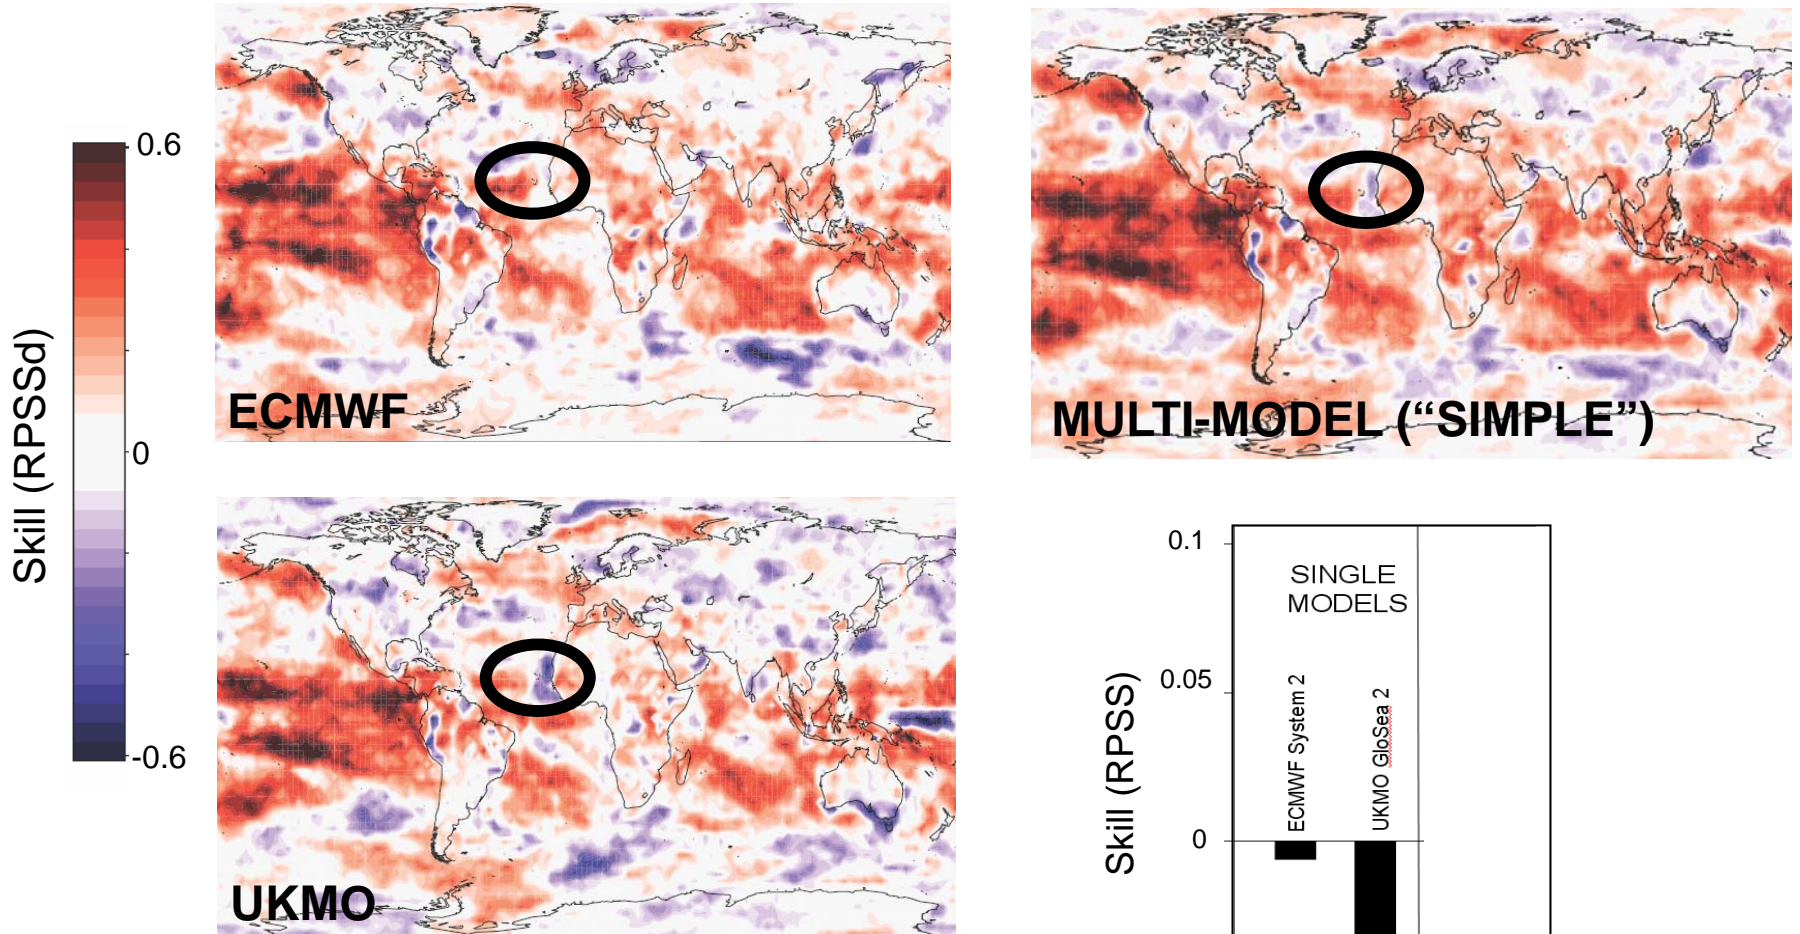 0.6
0
-0.6
Skill (RPSSd)
ECMWF
MULTI-MODEL (“SIMPLE”)
UKMO
0.1
0.05
0
Skill (RPSS)
SINGLE
MODELS
ECMWF System 2
UKMO GloSea 2